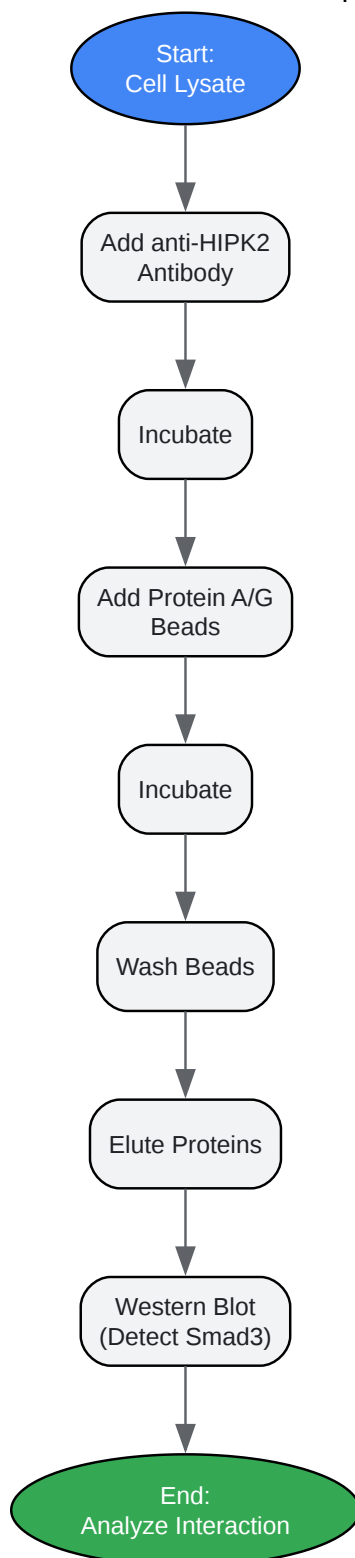 Start:
Cell Lysate
Add anti-HIPK2
Antibody
Incubate
Add Protein A/G
Beads
Incubate
Wash Beads
Elute Proteins
Western Blot
(Detect Smad3)
End:
Analyze Interaction